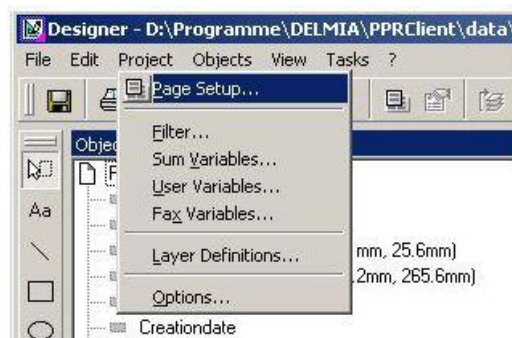 Designer - D:\Programme\DELMIA\PPRClient\data\
File Edit Project Objects View Tasks ?
Page Setup...
Filter...
Sum Variables...
User Variables...
Fax Variables...
Layer Definitions...
Options...
Aa
mm, 25.6mm)
.2mm, 265.6mm)
Creationdate